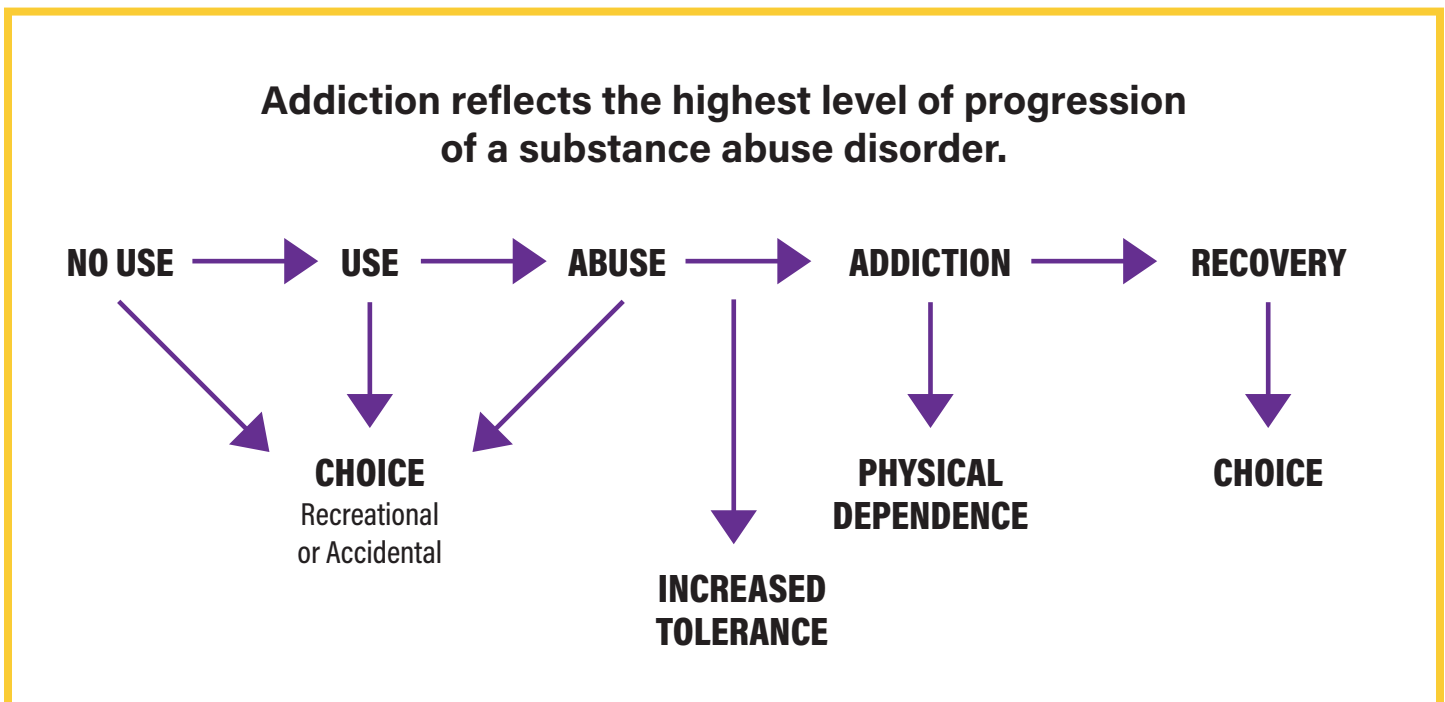 Addiction reflects the highest level of progression
of a substance abuse disorder.
NO USE
USE
ABUSE
ADDICTION
RECOVERY
CHOICE
Recreational
or Accidental
PHYSICAL
DEPENDENCE
CHOICE
INCREASED
TOLERANCE